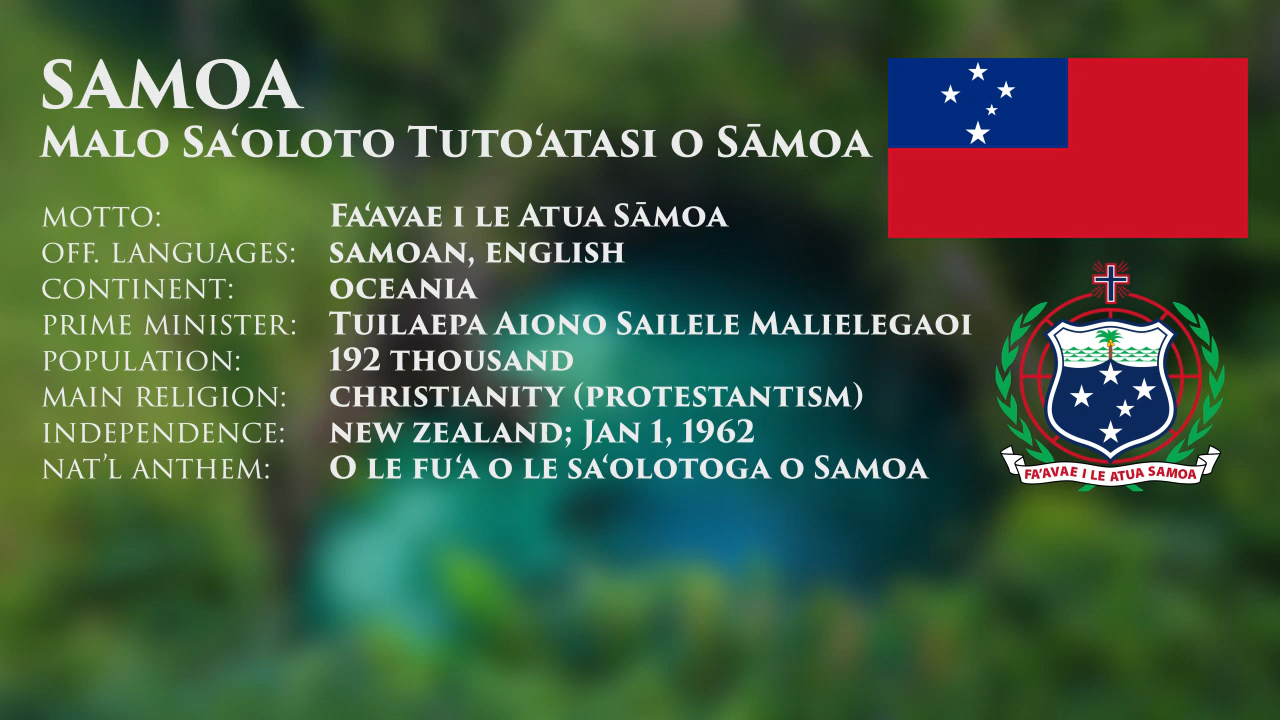 SAMOA
Malo Sa‘oloto Tuto‘atasi o Sāmoa
motto: Fa‘avae i le Atua Sāmoa
off. languages: samoan, english
continent: oceania
prime minister: Tuilaepa Aiono Sailele Malielegaoi
population: 192 thousand
main religion: christianity (protestantism)
independence: new zealand; Jan 1, 1962
nat’l anthem: O le fu‘a o le sa‘olotoga o Samoa
FA'AVAE I LE ATUA SAMOA